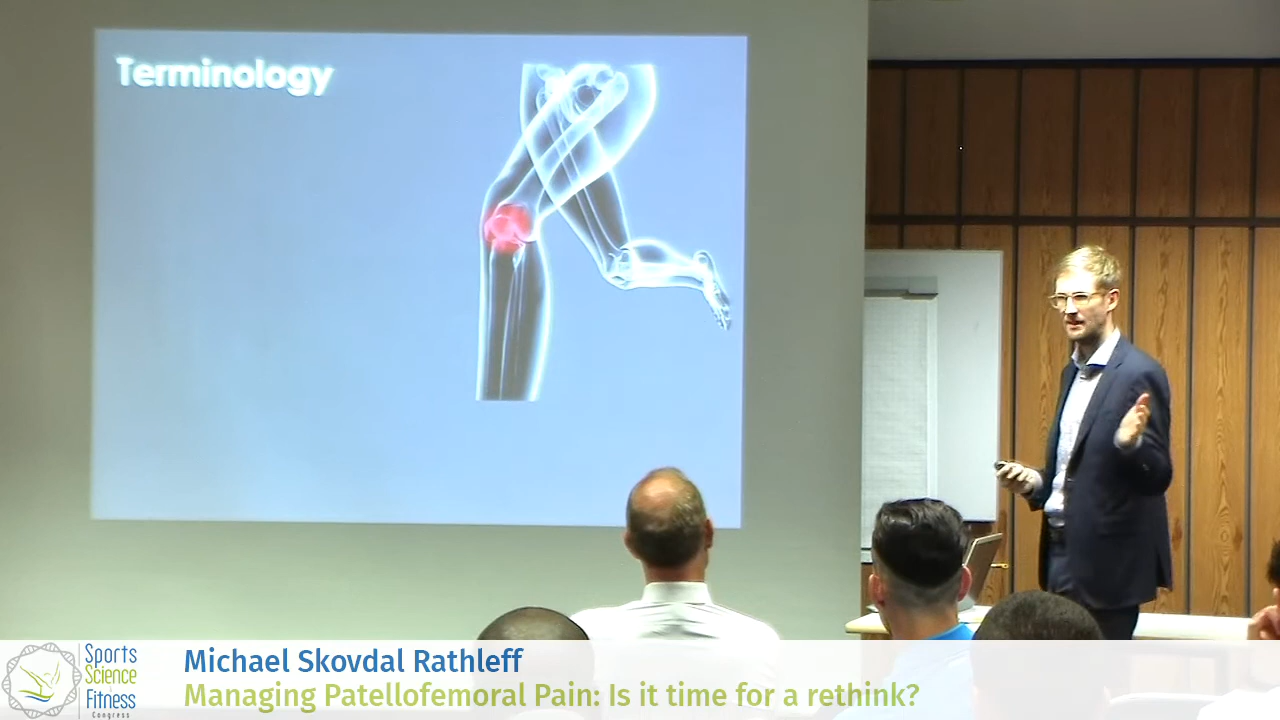 Terminology
Sports
Science
Fitness
Congress
Michael Skovdal Rathleff
Managing Patellofemoral Pain: Is it time for a rethink?